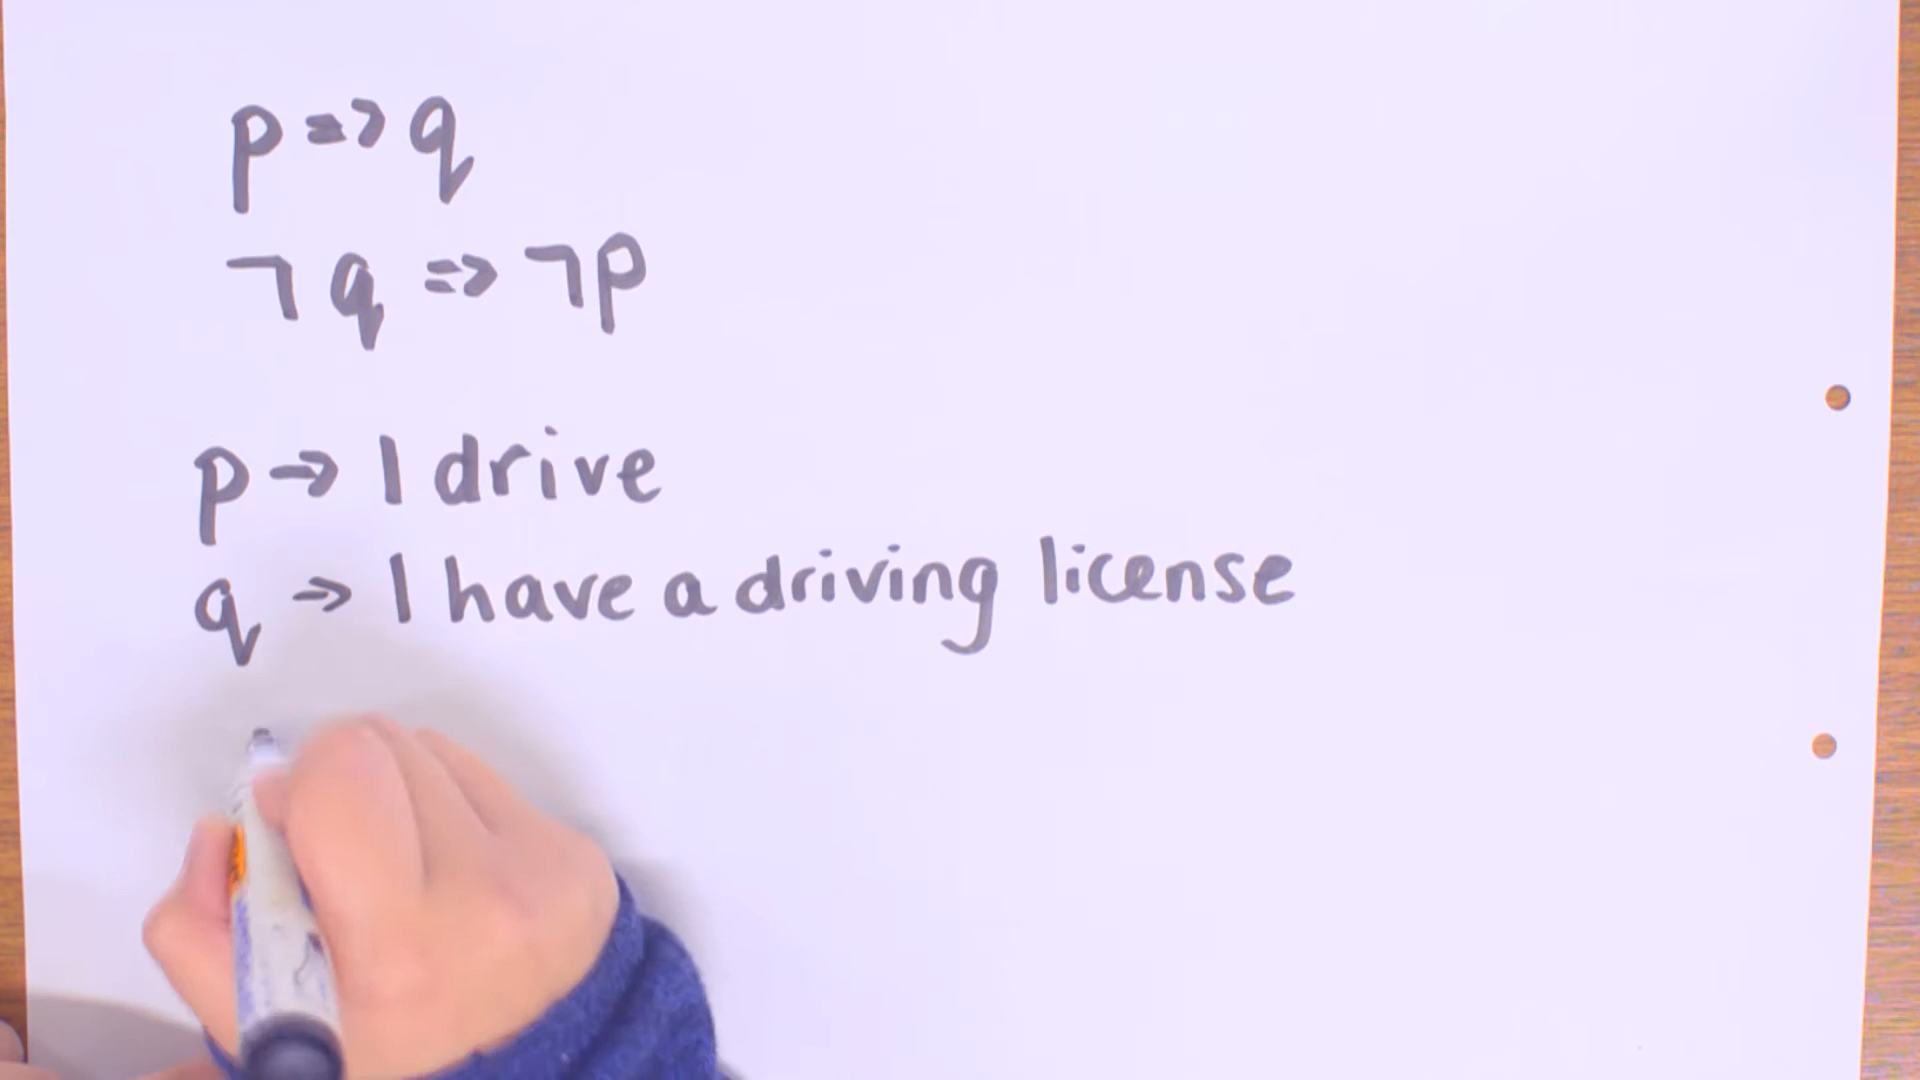 p => q
¬ q => ¬p
p → I drive
q → I have a driving license